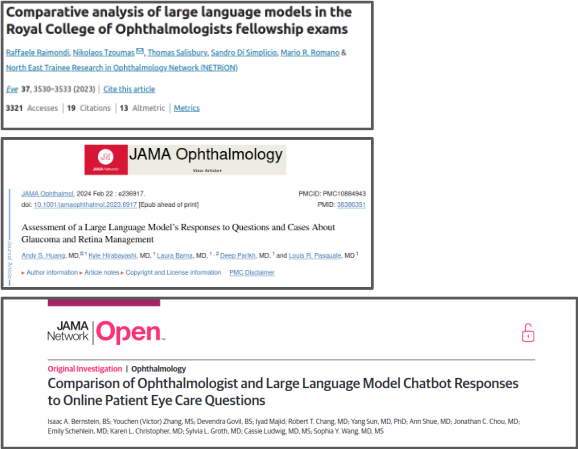 Comparative analysis of large language models in the
Royal College of Ophthalmologists fellowship exams
Raffaele Raimondi, Nikolaos Tzoumas, Thomas Salisbury, Sandro Di Simplicio, Mario R. Romano &
North East Trainee Research in Ophthalmology Network (NETRiON)
Eye 37, 3530–3533 (2023) | Cite this article
3321 Accesses | 19 Citations | 13 Altmetric | Metrics
JAMA Network
JAMA Ophthalmology
View Article
JAMA Ophthalmol. 2024 Feb 22 : e236917.
PMCID: PMC10884943
doi: 10.1001/jamaophthalmol.2023.6917 [Epub ahead of print]
PMID: 38386351
Journal Article
Assessment of a Large Language Model's Responses to Questions and Cases About
Glaucoma and Retina Management
Andy S. Huang, MD, 1 Kyle Hirabayashi, MD, 1 Laura Barna, MD, 1, 2 Deep Parikh, MD, 1 and Louis R. Pasquale, MD 1
▸ Author information ▸ Article notes ▸ Copyright and License information PMC Disclaimer
JAMA Network | Open™
Original Investigation | Ophthalmology
Comparison of Ophthalmologist and Large Language Model Chatbot Responses
to Online Patient Eye Care Questions
Isaac A. Bernstein, BS; Youchen (Victor) Zhang, MS; Devendra Govil, BS; Iyad Majid; Robert T. Chang, MD; Yang Sun, MD, PhD; Ann Shue, MD; Jonathan C. Chou, MD;
Emily Schehlein, MD; Karen L. Christopher, MD; Sylvia L. Groth, MD; Cassie Ludwig, MD, MS; Sophia Y. Wang, MD, MS